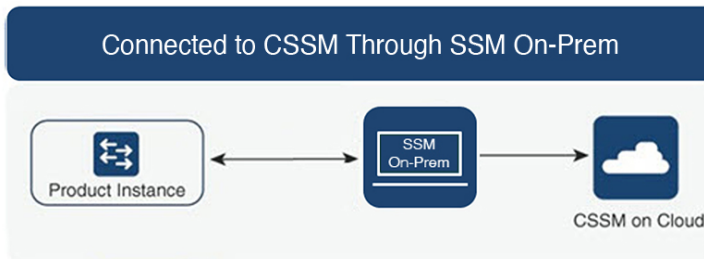 Connected to CSSM Through SSM On-Prem
SSM
On-Prem
Product Instance
CSSM on Cloud